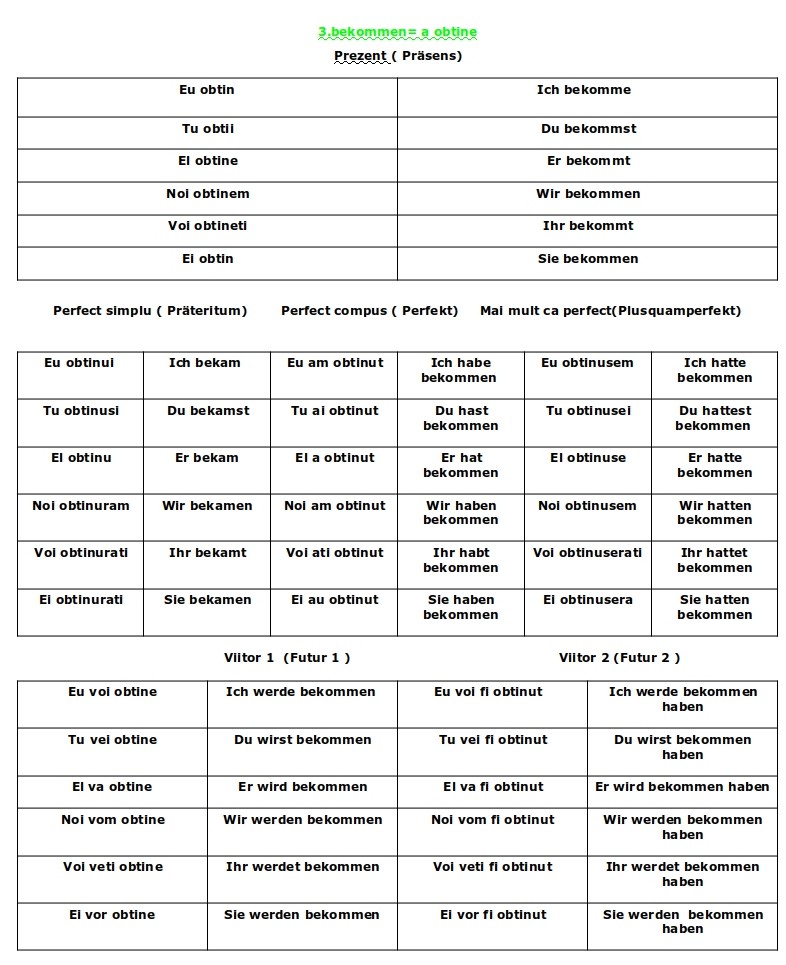 3.bekommen= a obtine
Prezent ( Präsens)
Eu obtin Ich bekomme
Tu obtii Du bekommst
El obtine Er bekommt
Noi obtinem Wir bekommen
Voi obtineti Ihr bekommt
Ei obtin Sie bekommen
Perfect simplu ( Präteritum) Perfect compus ( Perfekt) Mai mult ca perfect(Plusquamperfekt)
Eu obtinui Ich bekam Eu am obtinut Ich habe Eu obtinusem Ich hatte
bekommen bekommen
Tu obtinusi Du bekamst Tu ai obtinut Du hast Tu obtinusei Du hattest
bekommen bekommen
El obtinu Er bekam El a obtinut Er hat El obtinuse Er hatte
bekommen bekommen
Noi obtinuram Wir bekamen Noi am obtinut Wir haben Noi obtinusem Wir hatten
bekommen bekommen
Voi obtinurati Ihr bekamt Voi ati obtinut Ihr habt Voi obtinuserati Ihr hattet
bekommen bekommen
Ei obtinurati Sie bekamen Ei au obtinut Sie haben Ei obtinusera Sie hatten
bekommen bekommen
Viitor 1 (Futur 1 ) Viitor 2 (Futur 2 )
Eu voi obtine Ich werde bekommen Eu voi fi obtinut Ich werde bekommen
haben
Tu vei obtine Du wirst bekommen Tu vei fi obtinut Du wirst bekommen
haben
El va obtine Er wird bekommen El va fi obtinut Er wird bekommen haben
Noi vom obtine Wir werden bekommen Noi vom fi obtinut Wir werden bekommen
haben
Voi veti obtine Ihr werdet bekommen Voi veti fi obtinut Ihr werdet bekommen
haben
Ei vor obtine Sie werden bekommen Ei vor fi obtinut Sie werden bekommen
haben